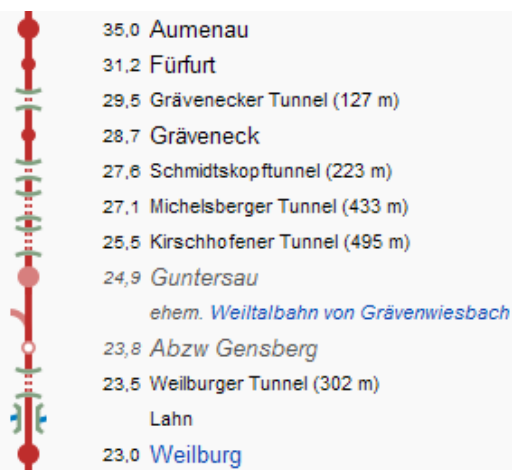 35,0 Aumenau
31,2 Fürfurt
29,5 Grävenecker Tunnel (127 m)
28,7 Gräveneck
27,6 Schmidtskopftunnel (223 m)
27,1 Michelsberger Tunnel (433 m)
25,5 Kirschhofener Tunnel (495 m)
24,9 Guntersau
ehem. Weiltalbahn von Grävenwiesbach
23,8 Abzw Gensberg
23,5 Weilburger Tunnel (302 m)
Lahn
23,0 Weilburg